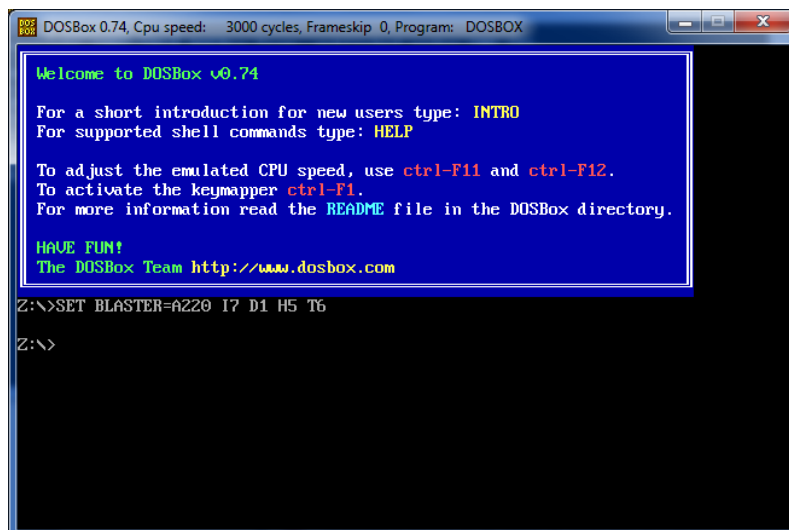 DOS BOX
DOSBox 0.74, Cpu speed: 3000 cycles, Frameskip 0, Program: DOSBOX
Welcome to DOSBox v0.74
For a short introduction for new users type: INTRO
For supported shell commands type: HELP
To adjust the emulated CPU speed, use ctrl-F11 and ctrl-F12.
To activate the keymapper ctrl-F1.
For more information read the README file in the DOSBox directory.
HAVE FUN!
The DOSBox Team http://www.dosbox.com
Z:\>SET BLASTER=A220 I7 D1 H5 T6
Z:\>